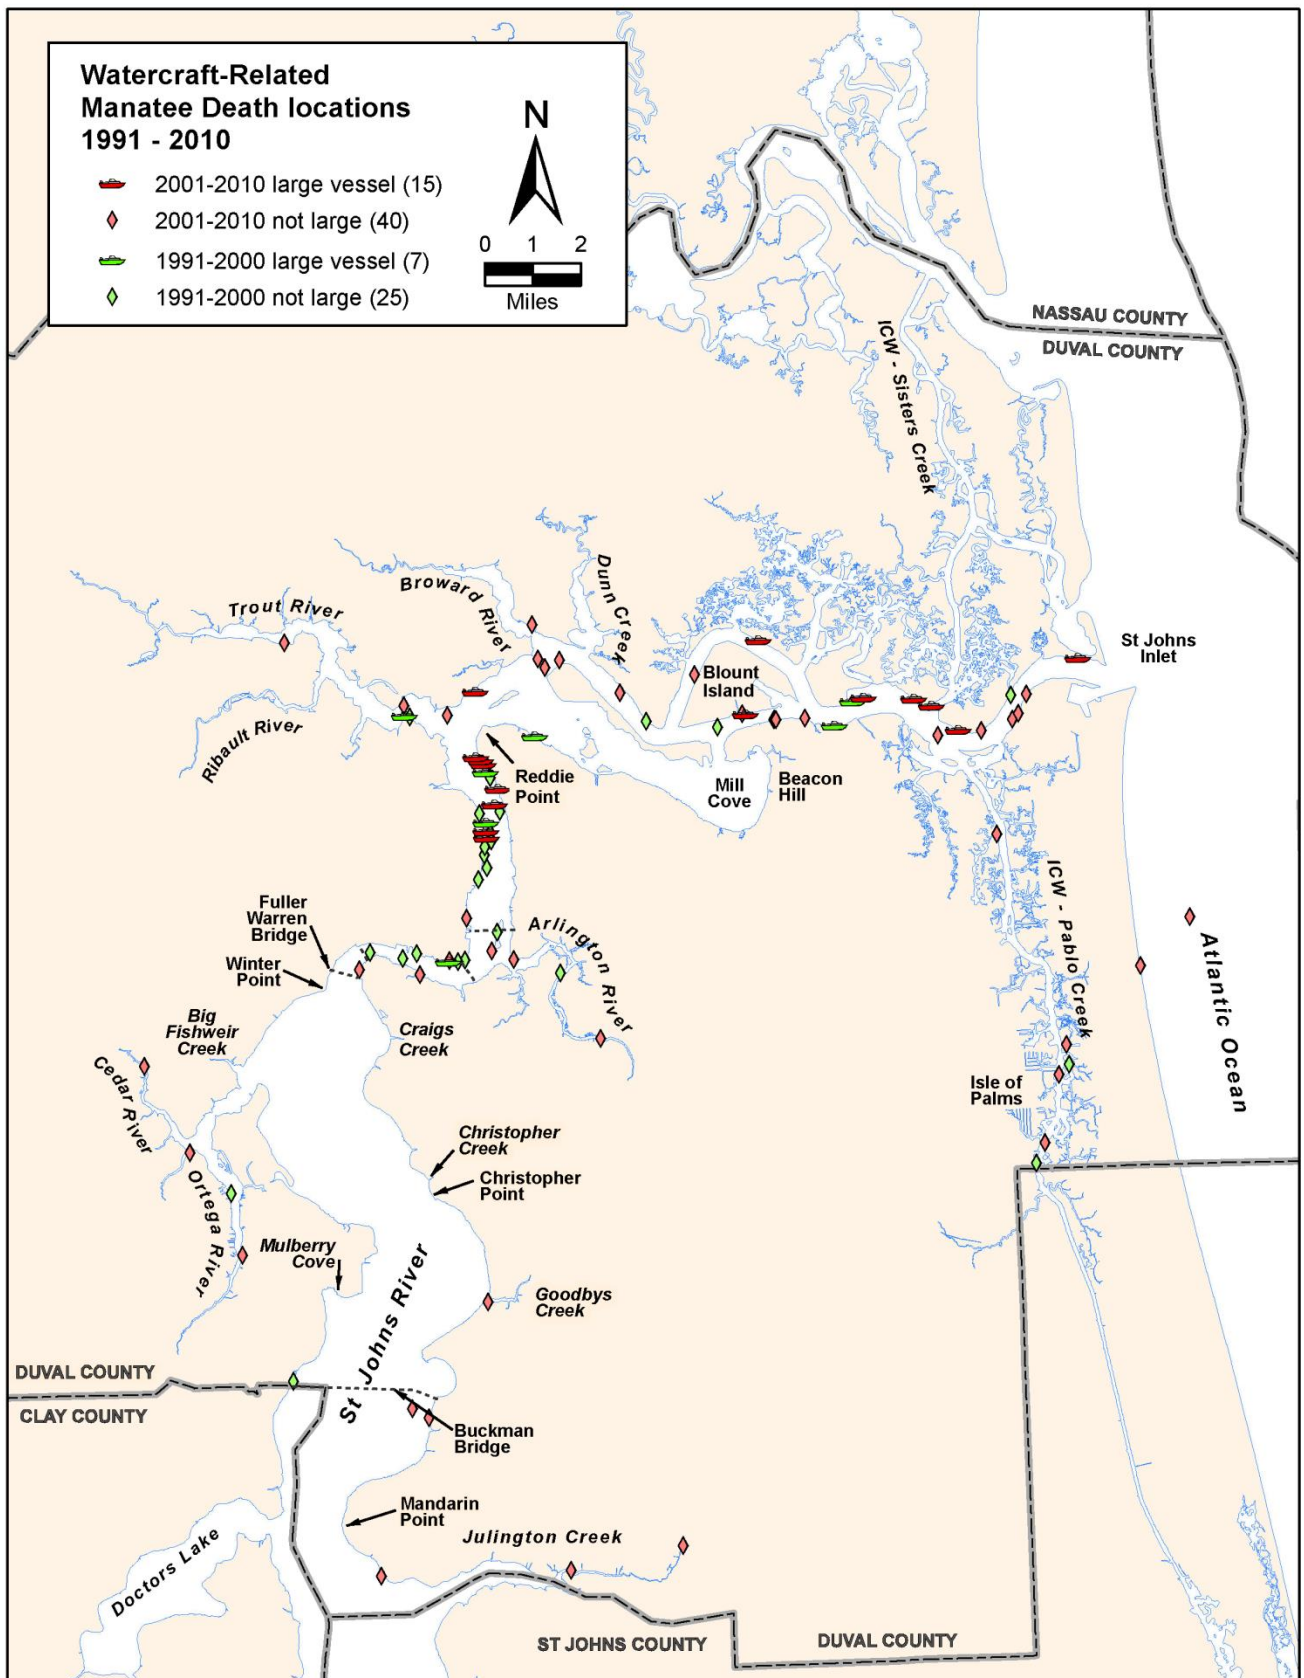 Watercraft-Related
Manatee Death locations
1991 - 2010
2001-2010 large vessel (15)
2001-2010 not large (40)
1991-2000 large vessel (7)
1991-2000 not large (25)
N
0 1 2
Miles
NASSAU COUNTY
DUVAL COUNTY
ICW - Sisters Creek
Trout River
Broward River
Dunn Creek
Ribault River
Blount
Island
St Johns
Inlet
Reddie
Point
Mill
Cove
Beacon
Hill
Fuller
Warren
Bridge
Winter
Point
Arlington River
ICW - Pablo Creek
Atlantic Ocean
Big
Fishweir
Creek
Craigs
Creek
Cedar River
Isle of
Palms
Christopher
Creek
Christopher
Point
Ortega River
Mulberry
Cove
St Johns River
Goodbys
Creek
DUVAL COUNTY
CLAY COUNTY
Buckman
Bridge
Mandarin
Point
Julington Creek
Doctors Lake
ST JOHNS COUNTY
DUVAL COUNTY